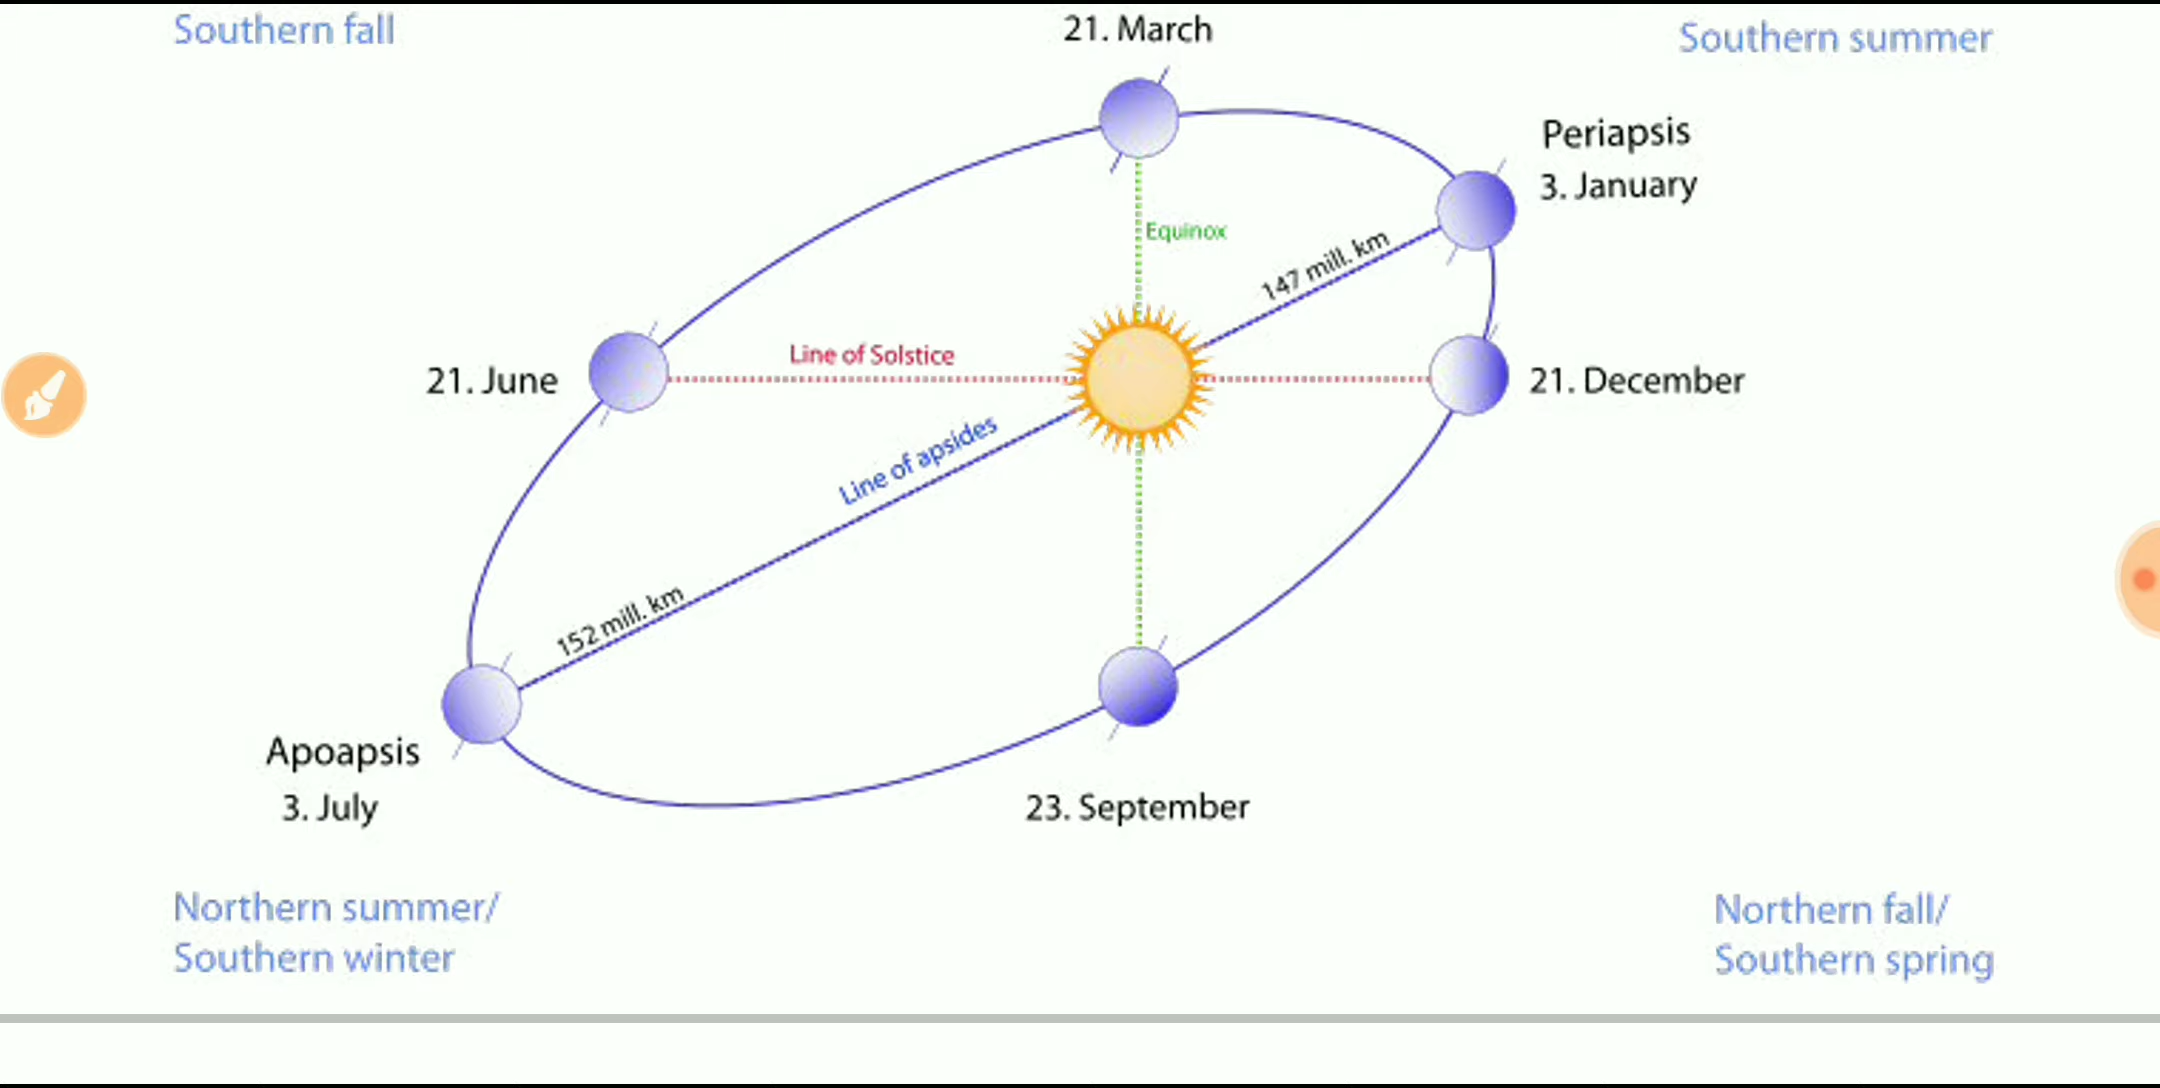 Southern fall
21. March
Southern summer
Periapsis
3. January
Equinox
147 mill. km
Line of Solstice
21. June
21. December
Line of apsides
152 mill. km
Apoapsis
3. July
23. September
Northern summer/
Southern winter
Northern fall/
Southern spring